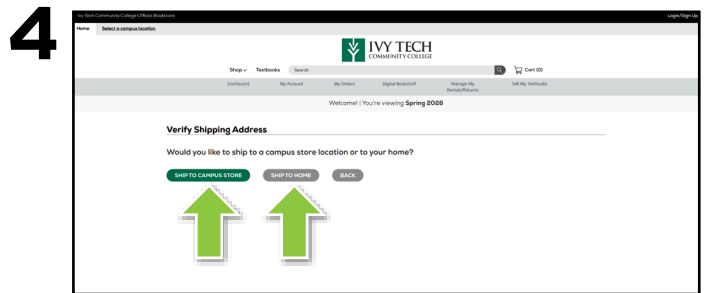 4
Ivy Tech Community College Official Bookstore
Login/Sign Up
Home Select a campus location
IVY TECH
COMMUNITY COLLEGE
Shop Textbooks Search Cart (0)
Dashboard My Account My Orders Digital Bookshelf Manage My Rentals/Returns Sell My Textbooks
Welcome! | You're viewing Spring 2026
Verify Shipping Address
Would you like to ship to a campus store location or to your home?
SHIP TO CAMPUS STORE SHIP TO HOME BACK